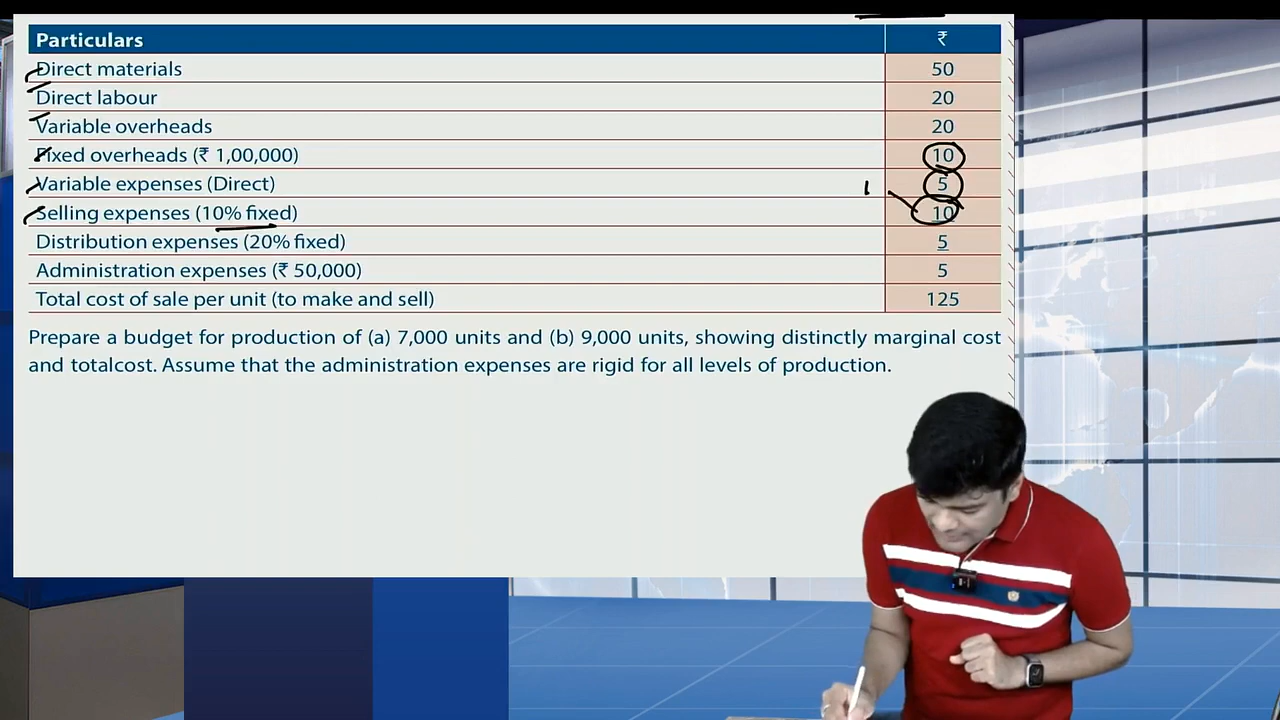 Particulars ₹
Direct materials 50
Direct labour 20
Variable overheads 20
Fixed overheads (₹ 1,00,000) 10
Variable expenses (Direct) 1 5
Selling expenses (10% fixed) 10
Distribution expenses (20% fixed) 5
Administration expenses (₹ 50,000) 5
Total cost of sale per unit (to make and sell) 125
Prepare a budget for production of (a) 7,000 units and (b) 9,000 units, showing distinctly marginal cost
and totalcost. Assume that the administration expenses are rigid for all levels of production.